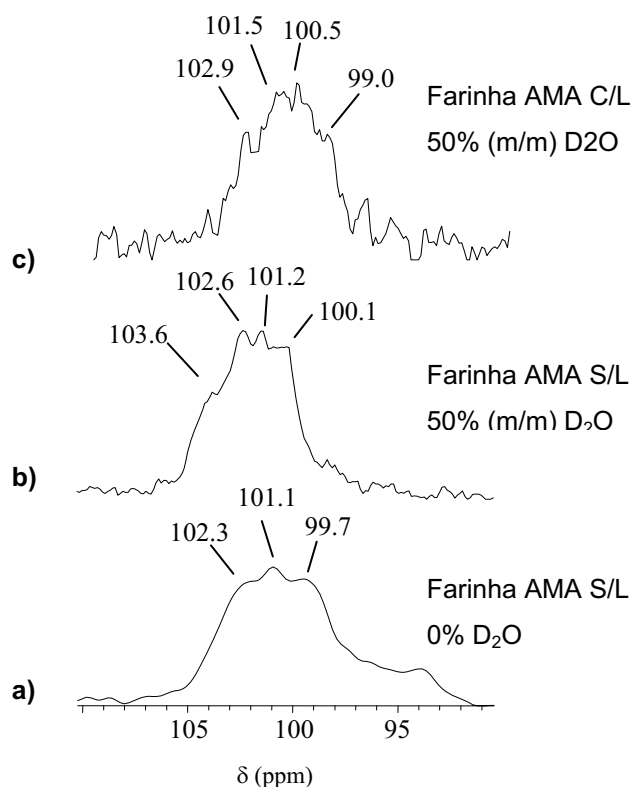 101.5 100.5
102.9
99.0
Farinha AMA C/L
50% (m/m) D2O
c)
102.6 101.2
100.1
103.6
Farinha AMA S/L
50% (m/m) D₂O
b)
101.1
102.3 99.7
Farinha AMA S/L
0% D₂O
a)
105 100 95
δ (ppm)